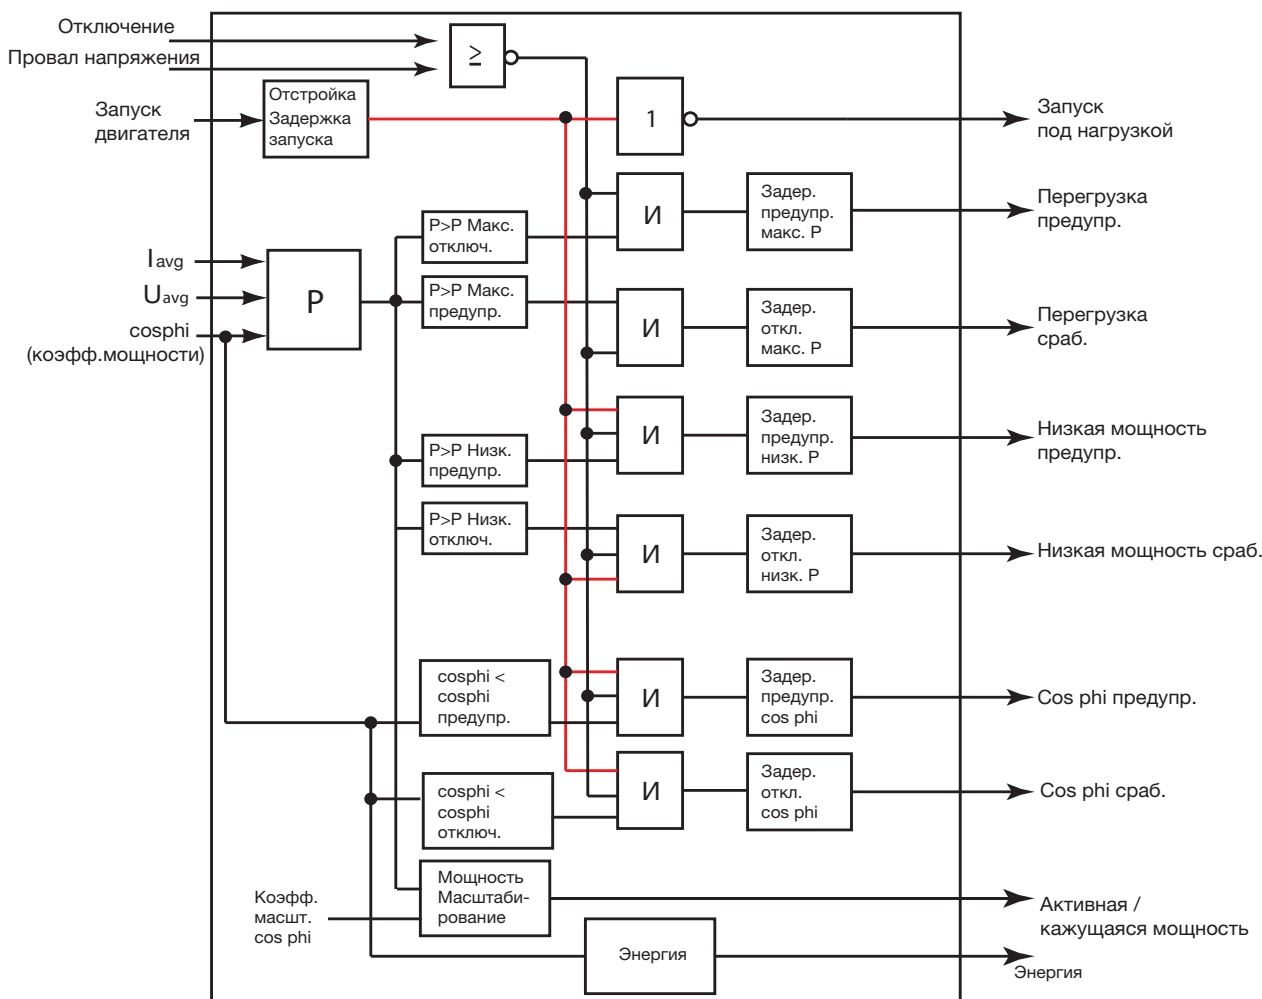 Отключение
Провал напряжения
≥
Запуск
двигателя
Отстройка
Задержка
запуска
1
Запуск
под нагрузкой
И
Задер.
предупр.
макс. P
Перегрузка
предупр.
P>P Макс.
отключ.
I avg
U avg
cosphi
(коэфф.мощности)
P
P>P Макс.
предупр.
И
Задер.
откл.
макс. P
Перегрузка
сраб.
P>P Низк.
предупр.
И
Задер.
предупр.
низк. P
Низкая мощность
предупр.
P>P Низк.
отключ.
И
Задер.
откл.
низк. P
Низкая мощность сраб.
cosphi <
cosphi
предупр.
И
Задер.
предупр.
cos phi
Cos phi предупр.
cosphi <
cosphi
отключ.
И
Задер.
откл.
cos phi
Cos phi сраб.
Коэфф.
масшт.
cos phi
Мощность
Масштаби-
рование
Активная /
кажущаяся мощность
Энергия
Энергия